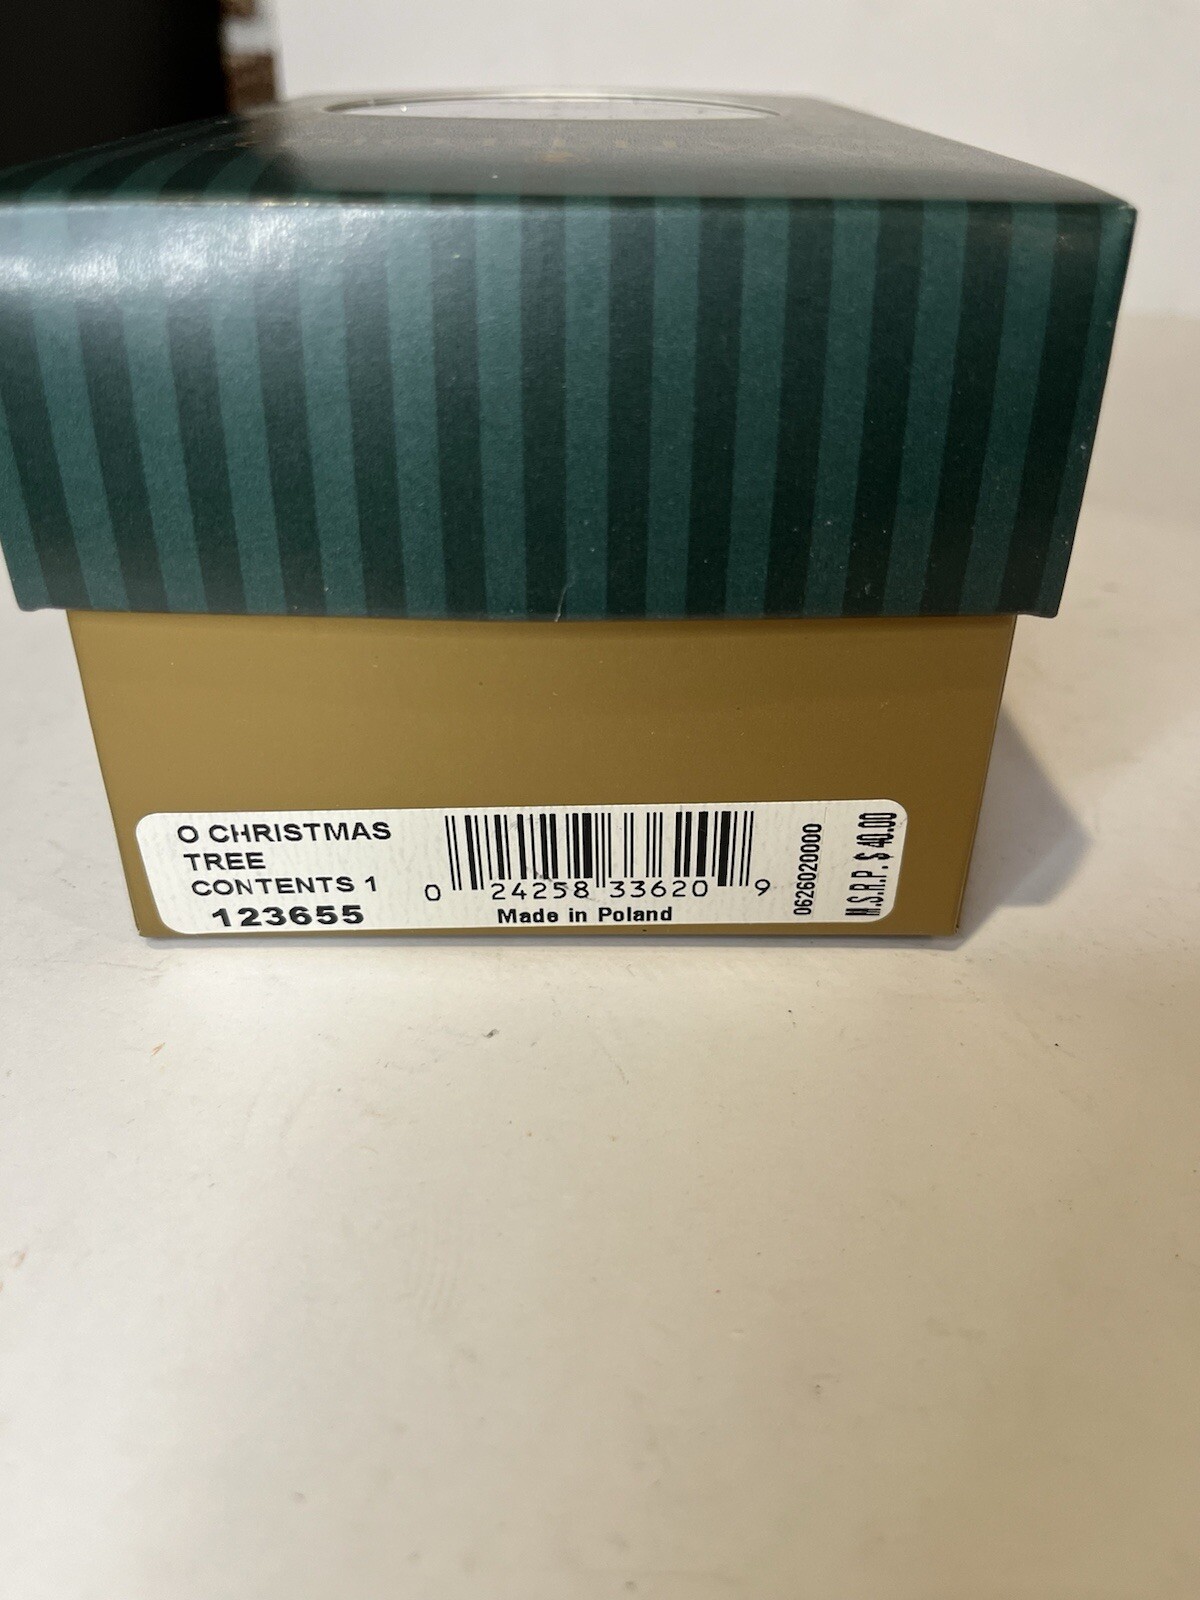 O CHRISTMAS
TREE
CONTENTS 1
123655
0 24258 33620 9
Made in Poland
0626020000
M.S.R.P. $ 40.00